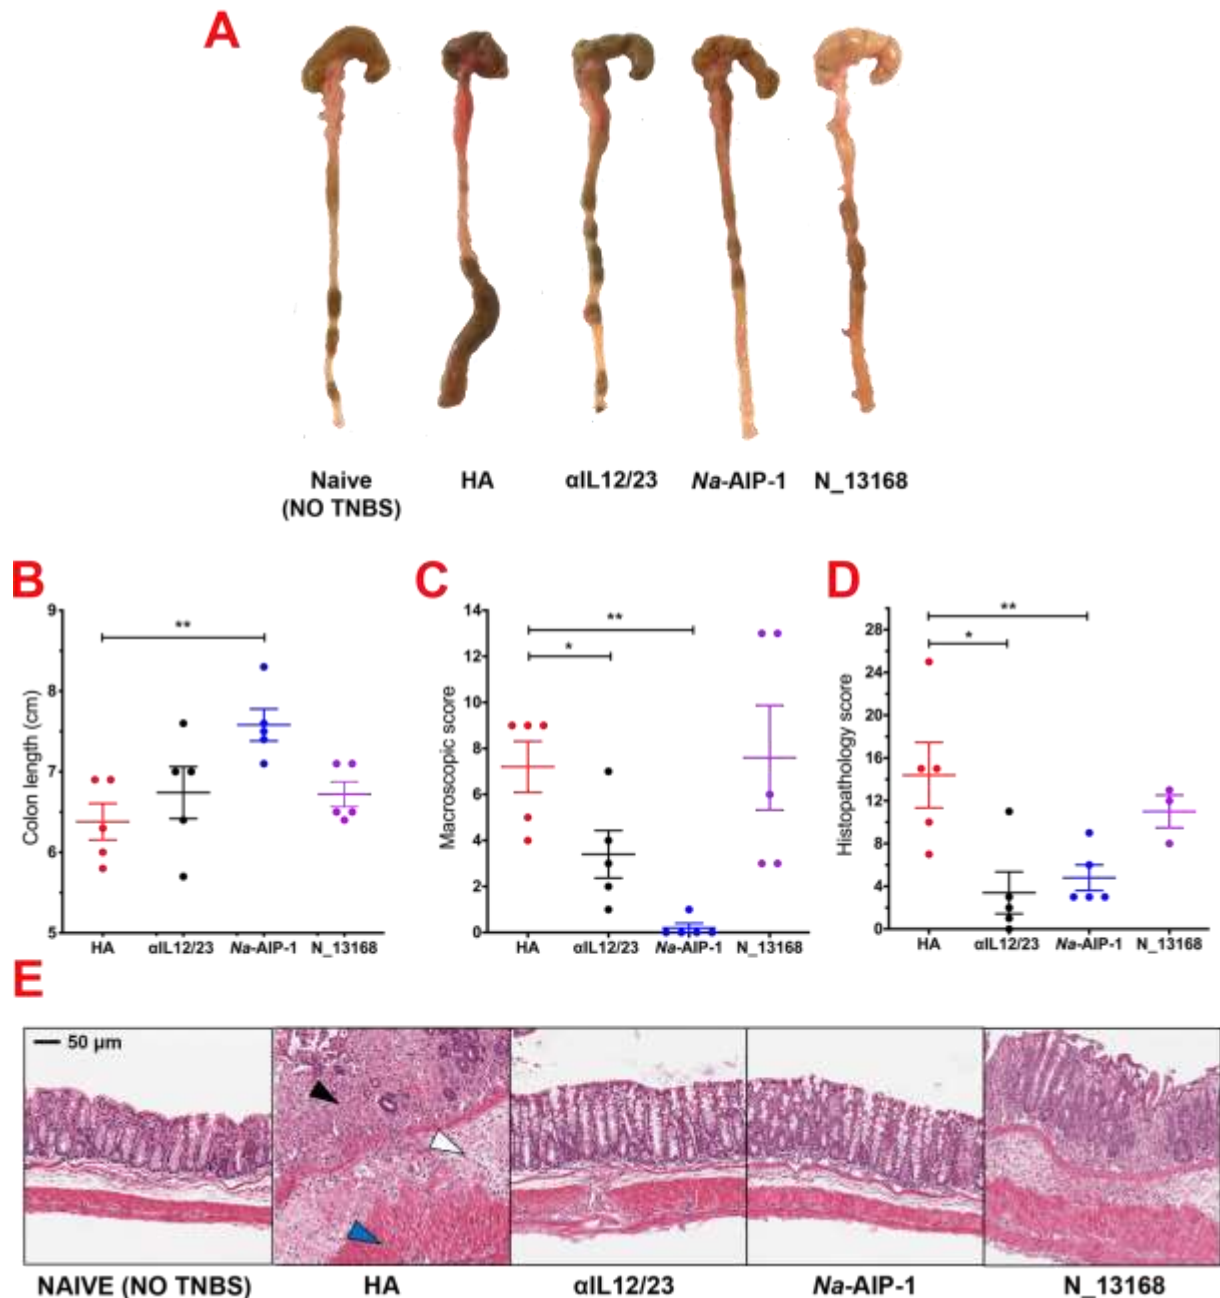 A
Naive
(NO TNBS)
HA
αIL12/23
Na-AIP-1
N_13168
B
Colon length (cm)
9
8
7
6
5
**
HA
αIL12/23
Na-AIP-1
N_13168
C
Macroscopic score
14
12
10
8
6
4
2
0
**
*
HA
αIL12/23
Na-AIP-1
N_13168
D
Histopathology score
28
24
20
16
12
8
4
0
**
*
HA
αIL12/23
Na-AIP-1
N_13168
E
50 µm
NAIVE (NO TNBS)
HA
αIL12/23
Na-AIP-1
N_13168